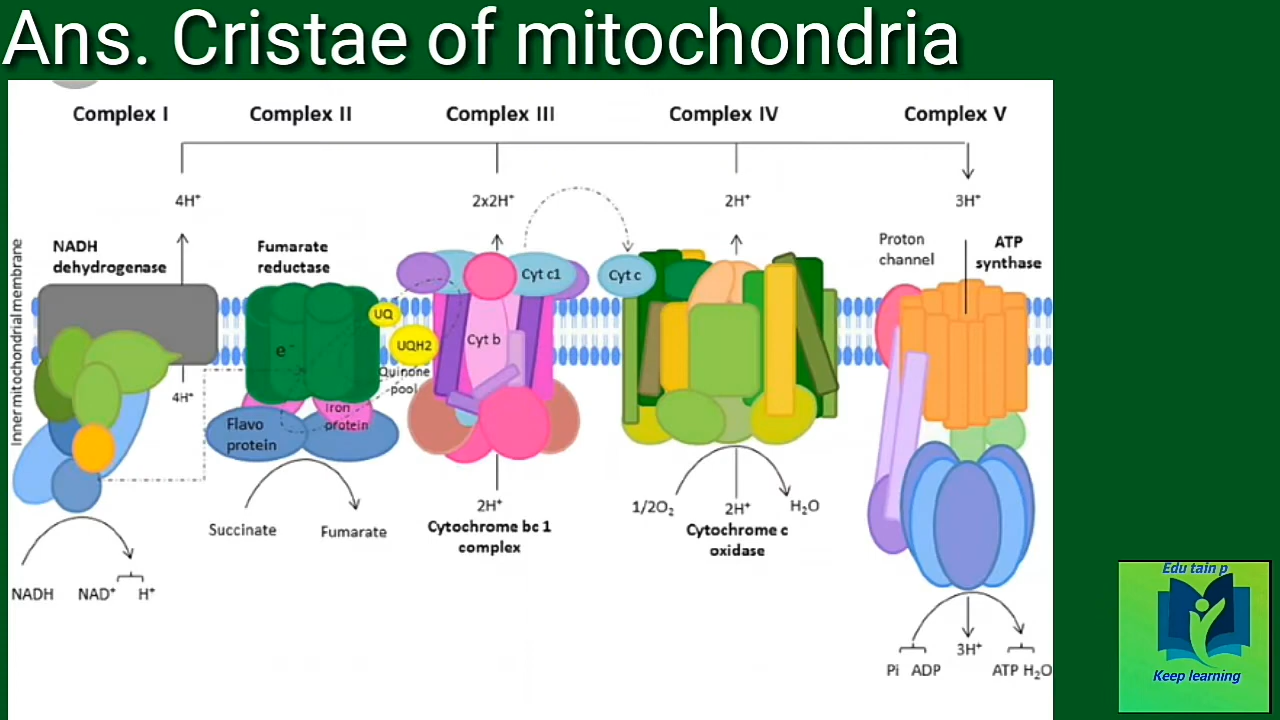 Ans. Cristae of mitochondria
Complex I
Complex II
Complex III
Complex IV
Complex V
4H⁺
2x2H⁺
2H⁺
3H⁺
Inner mitochondrial membrane
NADH
dehydrogenase
Fumarate
reductase
Cyt c1
Cyt c
Proton
channel
ATP
synthase
UQ
UQH2
e⁻
Cyt b
Quinone
pool
4H⁺
Iron
protein
Flavo
protein
Succinate
Fumarate
NADH
NAD⁺
H⁺
2H⁺
Cytochrome bc 1
complex
1/2O₂
2H⁺
H₂O
Cytochrome c
oxidase
Pi
ADP
3H⁺
ATP
H₂O
Edu tain p
Keep learning